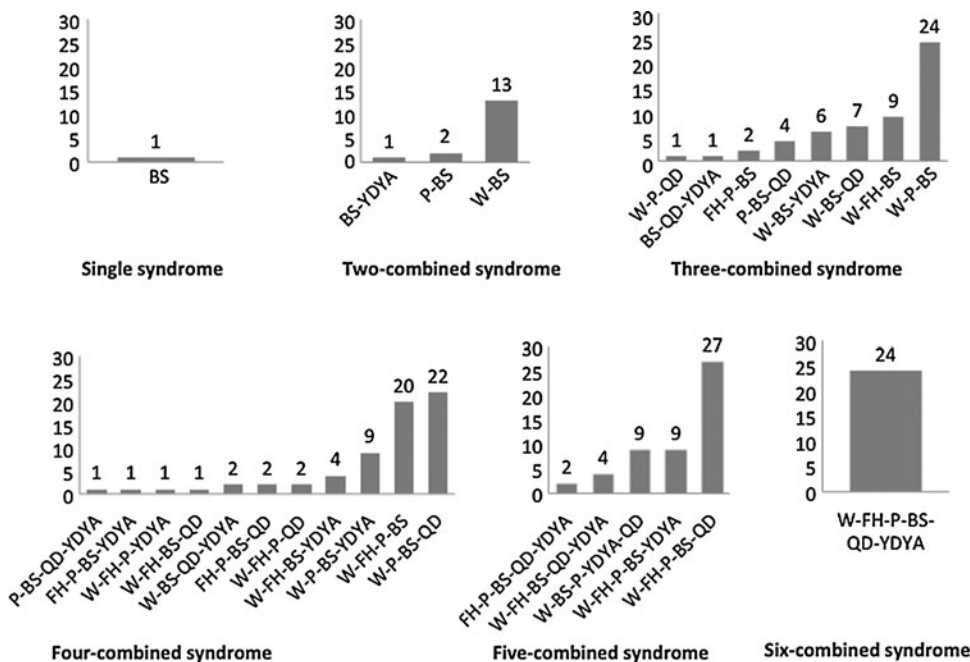 30
25
20
15
10
5
0
1
BS
Single syndrome
30
25
20
15
10
5
0
1 2 13
BS-YDYA P-BS W-BS
Two-combined syndrome
30
25
20
15
10
5
0
1 1 2 4 6 7 9 24
W-P-QD BS-QD-YDYA FH-P-BS P-BS-QD W-BS-YDYA W-BS-QD W-FH-BS W-P-BS
Three-combined syndrome
30
25
20
15
10
5
0
1 1 1 1 2 2 2 4 9 20 22
P-BS-QD-YDYA FH-P-BS-YDYA W-FH-P-YDYA W-FH-BS-QD W-BS-QD-YDYA FH-P-BS-QD W-FH-P-QD W-FH-BS-YDYA W-P-BS-YDYA W-FH-P-BS W-P-BS-QD
Four-combined syndrome
30
25
20
15
10
5
0
2 4 9 9 27
FH-P-BS-QD-YDYA W-FH-BS-QD-YDYA W-BS-P-YDYA-QD W-FH-P-BS-YDYA W-FH-P-BS-QD
Five-combined syndrome
30
25
20
15
10
5
0
24
W-FH-P-BS-
QD-YDYA
Six-combined syndrome